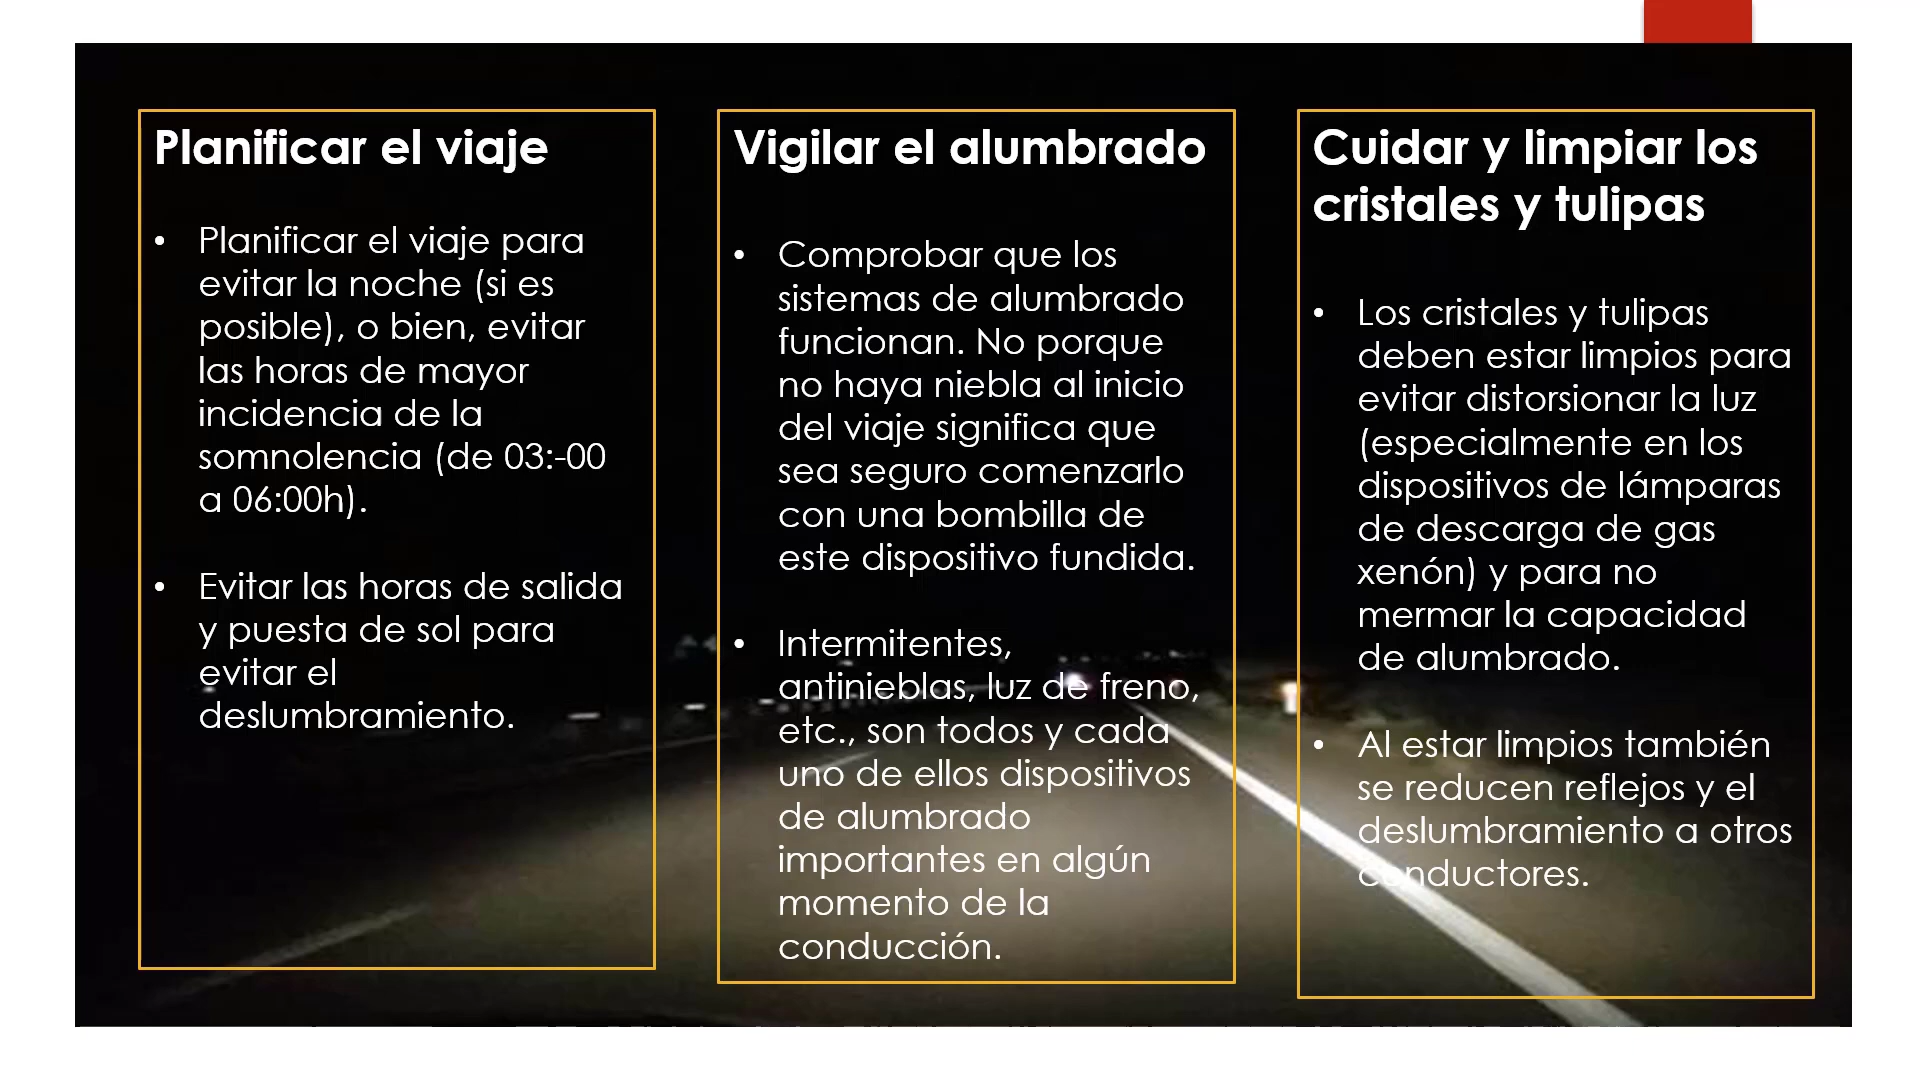 Planificar el viaje
• Planificar el viaje para
evitar la noche (si es
posible), o bien, evitar
las horas de mayor
incidencia de la
somnolencia (de 03:-00
a 06:00h).
• Evitar las horas de salida
y puesta de sol para
evitar el
deslumbramiento.
Vigilar el alumbrado
• Comprobar que los
sistemas de alumbrado
funcionan. No porque
no haya niebla al inicio
del viaje significa que
sea seguro comenzarlo
con una bombilla de
este dispositivo fundida.
• Intermitentes,
antinieblas, luz de freno,
etc., son todos y cada
uno de ellos dispositivos
de alumbrado
importantes en algún
momento de la
conducción.
Cuidar y limpiar los
cristales y tulipas
• Los cristales y tulipas
deben estar limpios para
evitar distorsionar la luz
(especialmente en los
dispositivos de lámparas
de descarga de gas
xenón) y para no
mermar la capacidad
de alumbrado.
• Al estar limpios también
se reducen reflejos y el
deslumbramiento a otros
conductores.